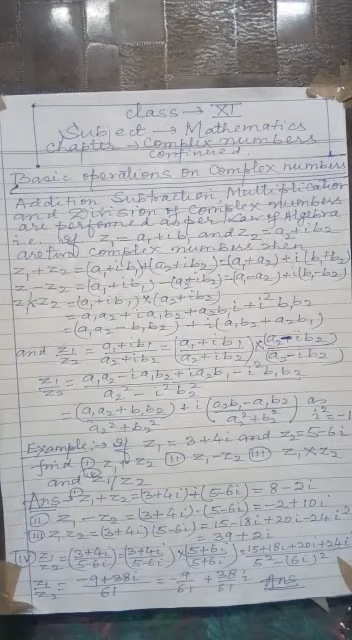 class → XI
Subject → Mathematics
chapter → Complex numbers
continued.
Basic operations on Complex numbers
Addition, Subtraction, Multiplication
and Division of Complex numbers
are performed as per Law of Algebra
i.e. If z₁ = a₁+ib₁ and z₂ = a₂+ib₂
are two complex numbers then
z₁+z₂ = (a₁+ib₁)+(a₂+ib₂) = (a₁+a₂)+i(b₁+b₂)
z₁-z₂ = (a₁+ib₁)-(a₂+ib₂) = (a₁-a₂)+i(b₁-b₂)
z₁×z₂ = (a₁+ib₁)×(a₂+ib₂)
= a₁a₂+ia₁b₂+a₂b₁i+i²b₁b₂
= (a₁a₂-b₁b₂)+i(a₁b₂+a₂b₁)
and z₁/z₂ = (a₁+ib₁)/(a₂+ib₂) = (a₁+ib₁)/(a₂+ib₂) × (a₂-ib₂)/(a₂-ib₂)
z₁/z₂ = (a₁a₂-ia₁b₂+ia₂b₁-i²b₁b₂)/(a₂²-i²b₂²)
= (a₁a₂+b₁b₂)/(a₂²+b₂²) + i((a₂b₁-a₁b₂)/(a₂²+b₂²)) as i²=-1
Example:→ If z₁ = 3+4i and z₂ = 5-6i
find (i) z₁+z₂ (ii) z₁-z₂ (iii) z₁×z₂
and (iv) z₁/z₂
Ans (i) z₁+z₂ = (3+4i)+(5-6i) = 8-2i
(ii) z₁-z₂ = (3+4i)-(5-6i) = -2+10i
(iii) z₁z₂ = (3+4i)(5-6i) = 15-18i+20i-24i²
= 39+2i
(iv) z₁/z₂ = (3+4i)/(5-6i) = (3+4i)/(5-6i) × (5+6i)/(5+6i) = (15+18i+20i+24i²)/(5²-(6i)²)
z₁/z₂ = (-9+38i)/61 = -9/61 + 38/61 i Ans